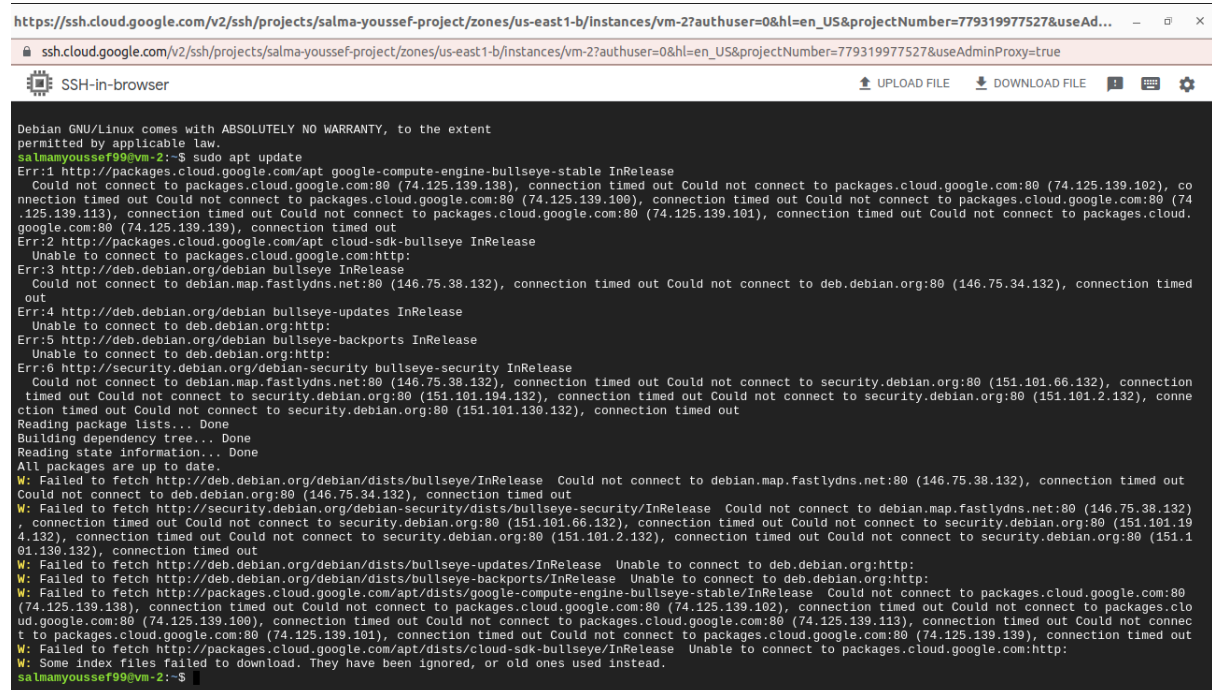 https://ssh.cloud.google.com/v2/ssh/projects/salma-youssef-project/zones/us-east1-b/instances/vm-2?authuser=0&hl=en_US&projectNumber=779319977527&useAd...
ssh.cloud.google.com/v2/ssh/projects/salma-youssef-project/zones/us-east1-b/instances/vm-2?authuser=0&hl=en_US&projectNumber=779319977527&useAdminProxy=true
SSH-in-browser
UPLOAD FILE
DOWNLOAD FILE
Debian GNU/Linux comes with ABSOLUTELY NO WARRANTY, to the extent
permitted by applicable law.
salmamyoussef99@vm-2:~$ sudo apt update
Err:1 http://packages.cloud.google.com/apt google-compute-engine-bullseye-stable InRelease
  Could not connect to packages.cloud.google.com:80 (74.125.139.138), connection timed out Could not connect to packages.cloud.google.com:80 (74.125.139.102), co
nnection timed out Could not connect to packages.cloud.google.com:80 (74.125.139.100), connection timed out Could not connect to packages.cloud.google.com:80 (74
.125.139.113), connection timed out Could not connect to packages.cloud.google.com:80 (74.125.139.101), connection timed out Could not connect to packages.cloud.
google.com:80 (74.125.139.139), connection timed out
Err:2 http://packages.cloud.google.com/apt cloud-sdk-bullseye InRelease
  Unable to connect to packages.cloud.google.com:http:
Err:3 http://deb.debian.org/debian bullseye InRelease
  Could not connect to debian.map.fastlydns.net:80 (146.75.38.132), connection timed out Could not connect to deb.debian.org:80 (146.75.34.132), connection timed
 out
Err:4 http://deb.debian.org/debian bullseye-updates InRelease
  Unable to connect to deb.debian.org:http:
Err:5 http://deb.debian.org/debian bullseye-backports InRelease
  Unable to connect to deb.debian.org:http:
Err:6 http://security.debian.org/debian-security bullseye-security InRelease
  Could not connect to debian.map.fastlydns.net:80 (146.75.38.132), connection timed out Could not connect to security.debian.org:80 (151.101.66.132), connection
 timed out Could not connect to security.debian.org:80 (151.101.194.132), connection timed out Could not connect to security.debian.org:80 (151.101.2.132), conne
ction timed out Could not connect to security.debian.org:80 (151.101.130.132), connection timed out
Reading package lists... Done
Building dependency tree... Done
Reading state information... Done
All packages are up to date.
W: Failed to fetch http://deb.debian.org/debian/dists/bullseye/InRelease  Could not connect to debian.map.fastlydns.net:80 (146.75.38.132), connection timed out
Could not connect to deb.debian.org:80 (146.75.34.132), connection timed out
W: Failed to fetch http://security.debian.org/debian-security/dists/bullseye-security/InRelease  Could not connect to debian.map.fastlydns.net:80 (146.75.38.132)
, connection timed out Could not connect to security.debian.org:80 (151.101.66.132), connection timed out Could not connect to security.debian.org:80 (151.101.19
4.132), connection timed out Could not connect to security.debian.org:80 (151.101.2.132), connection timed out Could not connect to security.debian.org:80 (151.1
01.130.132), connection timed out
W: Failed to fetch http://deb.debian.org/debian/dists/bullseye-updates/InRelease  Unable to connect to deb.debian.org:http:
W: Failed to fetch http://deb.debian.org/debian/dists/bullseye-backports/InRelease  Unable to connect to deb.debian.org:http:
W: Failed to fetch http://packages.cloud.google.com/apt/dists/google-compute-engine-bullseye-stable/InRelease  Could not connect to packages.cloud.google.com:80
(74.125.139.138), connection timed out Could not connect to packages.cloud.google.com:80 (74.125.139.102), connection timed out Could not connect to packages.clo
ud.google.com:80 (74.125.139.100), connection timed out Could not connect to packages.cloud.google.com:80 (74.125.139.113), connection timed out Could not connec
t to packages.cloud.google.com:80 (74.125.139.101), connection timed out Could not connect to packages.cloud.google.com:80 (74.125.139.139), connection timed out
W: Failed to fetch http://packages.cloud.google.com/apt/dists/cloud-sdk-bullseye/InRelease  Unable to connect to packages.cloud.google.com:http:
W: Some index files failed to download. They have been ignored, or old ones used instead.
salmamyoussef99@vm-2:~$